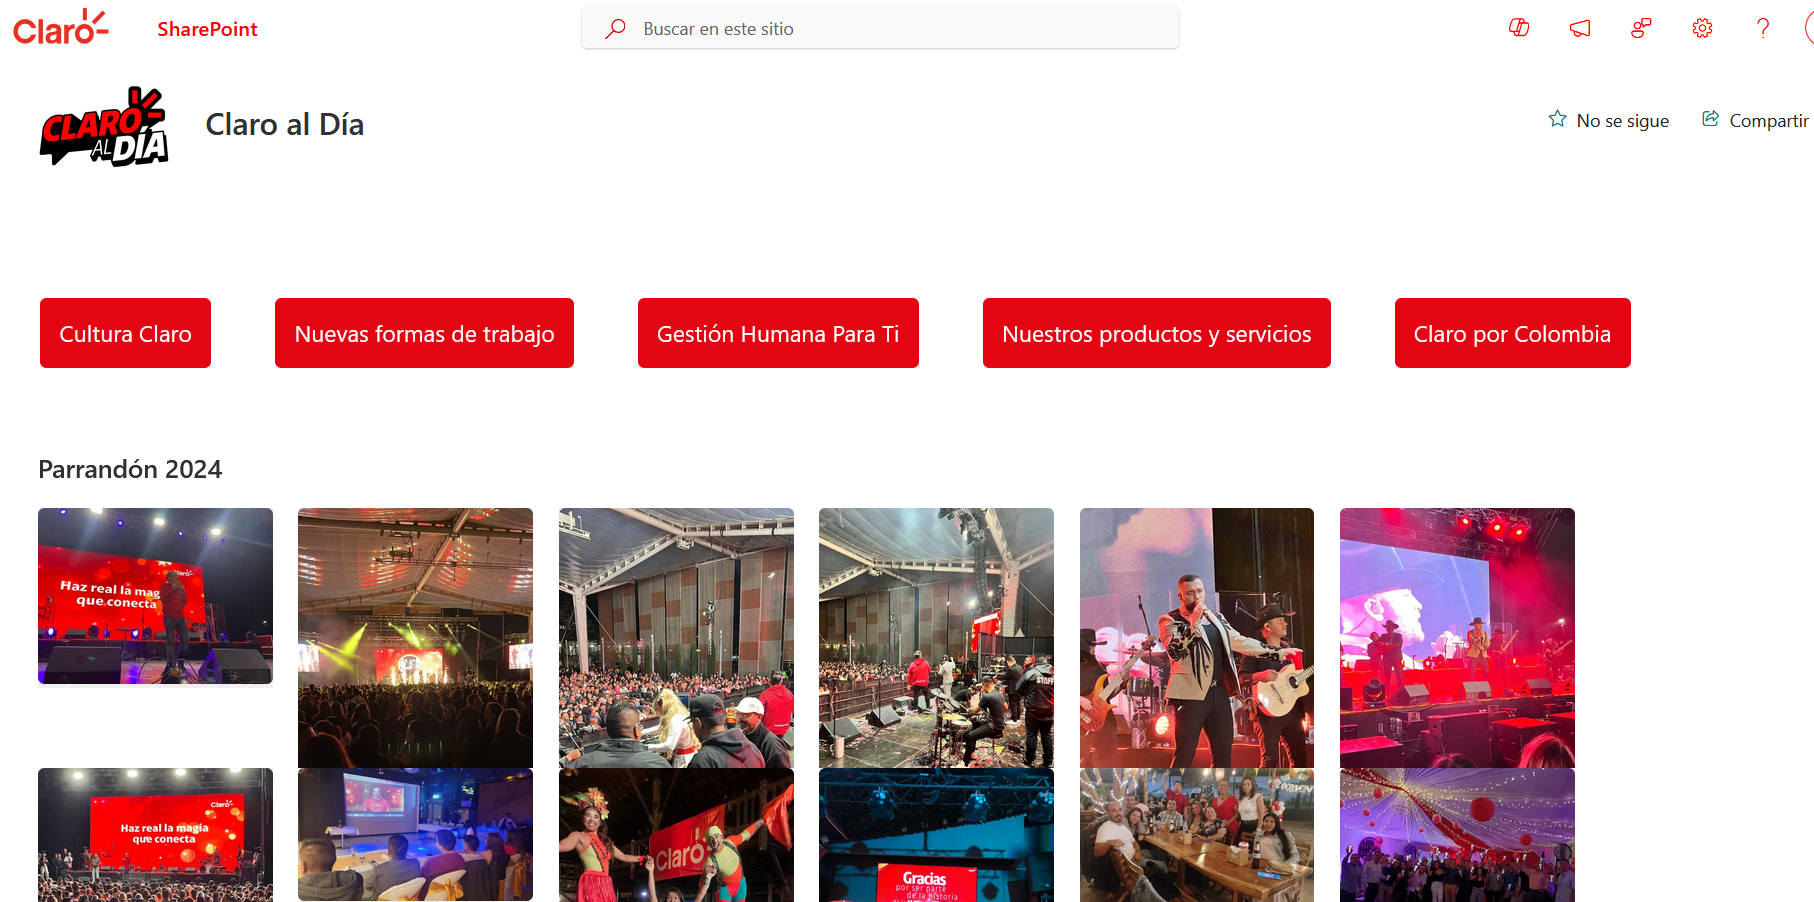 Claro
SharePoint
Buscar en este sitio
CLARO
AL DÍA
Claro al Día
No se sigue
Compartir
Cultura Claro
Nuevas formas de trabajo
Gestión Humana Para Ti
Nuestros productos y servicios
Claro por Colombia
Parrandón 2024
Claro
Haz real la mag
que conecta
STAFF
Claro
Haz real la magia
que conecta
Claro
Gracias
por ser parte
de la historia